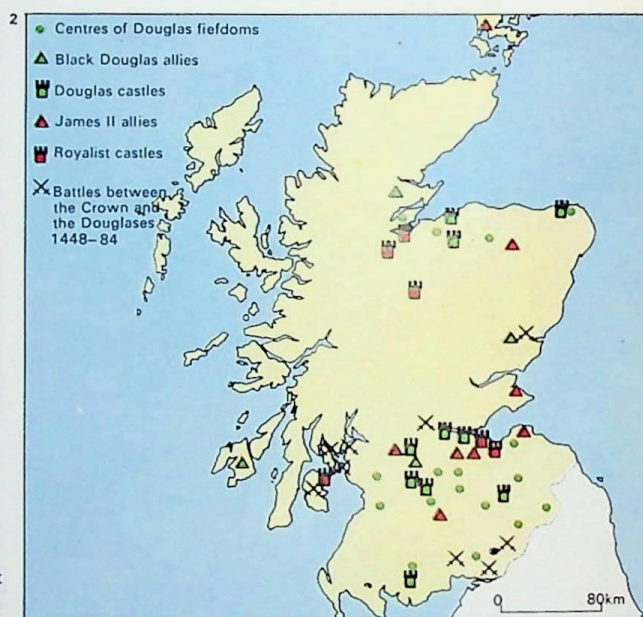 2
Centres of Douglas fiefdoms
Black Douglas allies
Douglas castles
James II allies
Royalist castles
Battles between
the Crown and
the Douglases
1448–84
0 80km